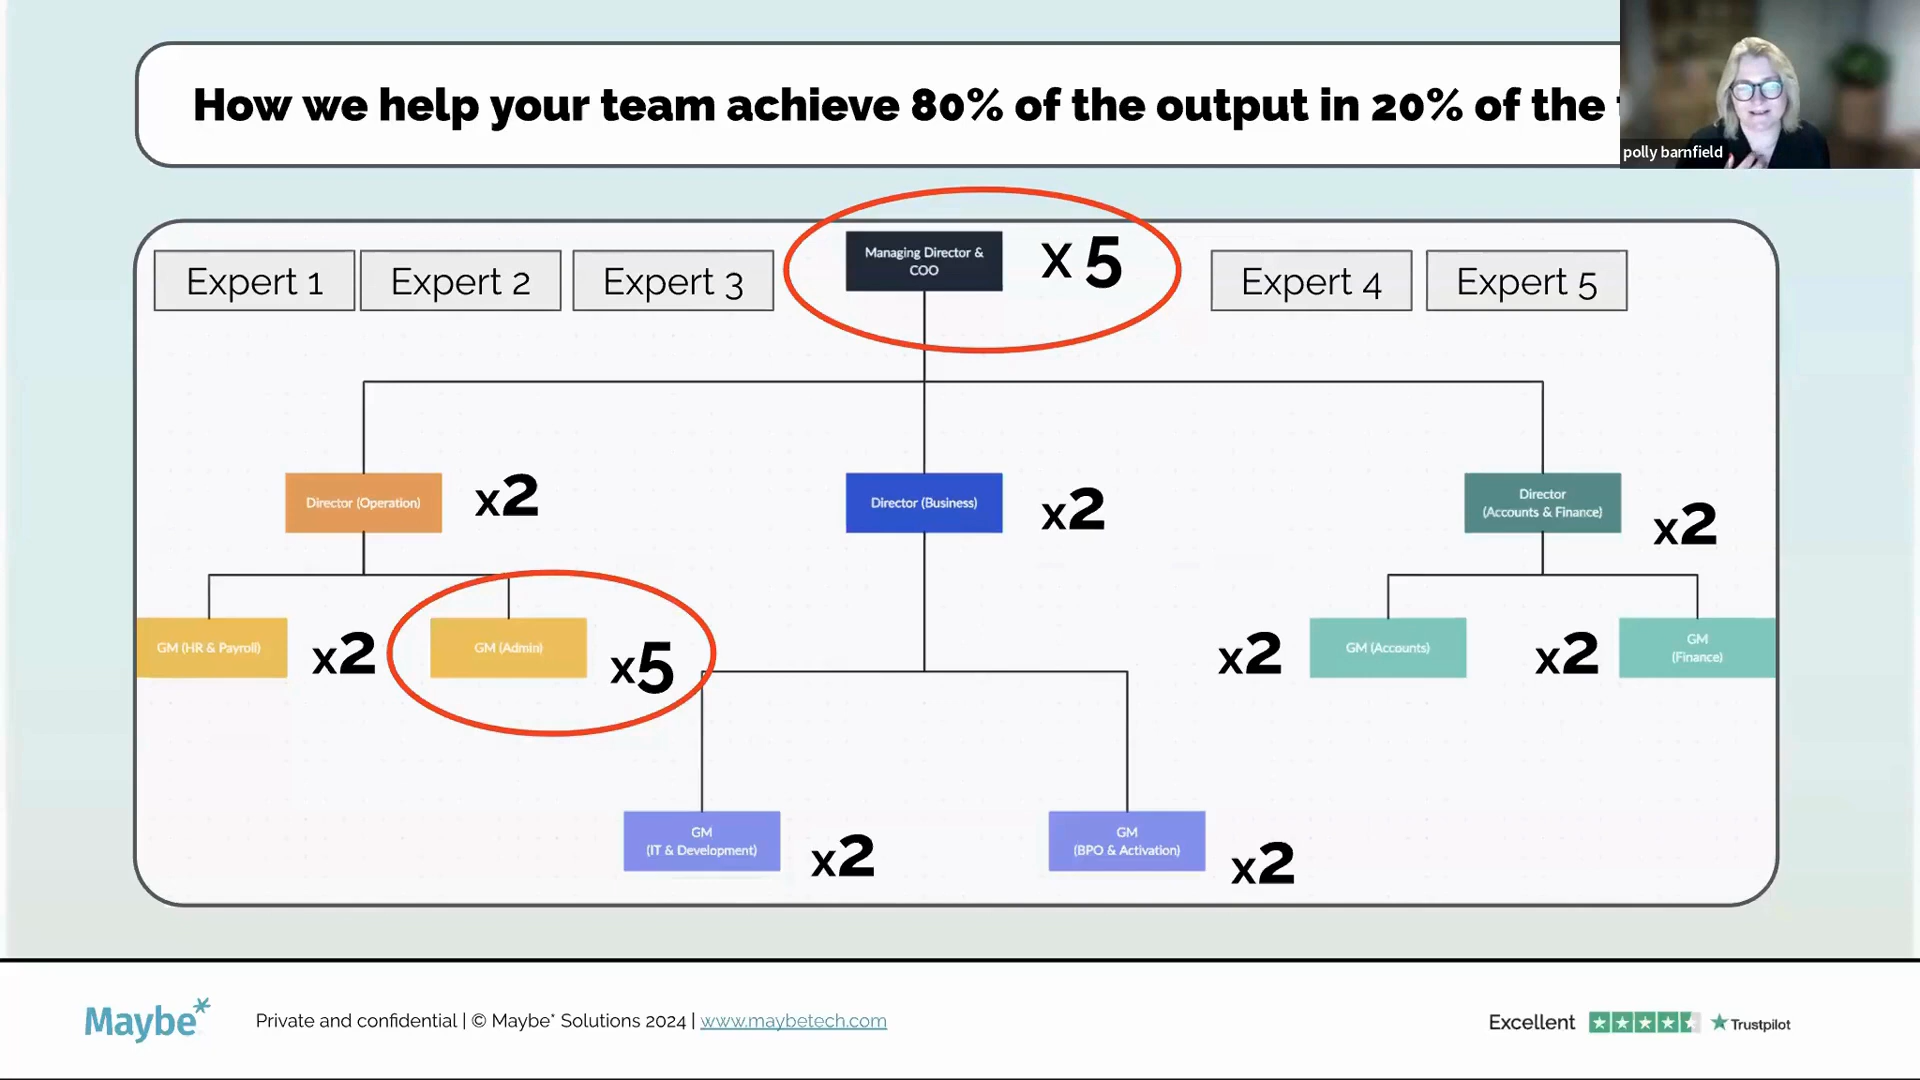 How we help your team achieve 80% of the output in 20% of the
polly barnfield
Expert 1
Expert 2
Expert 3
Managing Director &
COO
x 5
Expert 4
Expert 5
Director (Operation)
x2
Director (Business)
x2
Director
(Accounts & Finance)
x2
GM (HR & Payroll)
x2
GM (Admin)
x5
x2
GM (Accounts)
x2
GM
(Finance)
GM
(IT & Development)
x2
GM
(BPO & Activation)
x2
Maybe*
Private and confidential | © Maybe* Solutions 2024 | www.maybetech.com
Excellent
Trustpilot